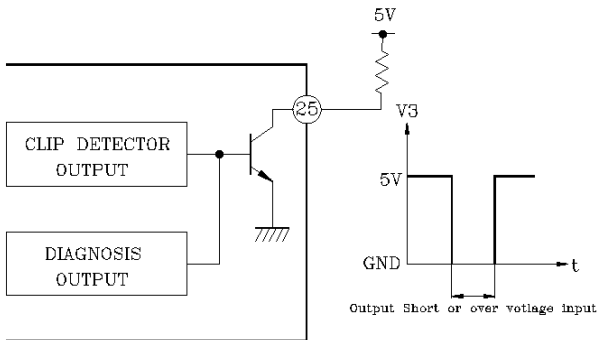 5V
25
V3
CLIP DETECTOR
OUTPUT
5V
DIAGNOSIS
OUTPUT
GND
t
Output Short or over votlage input